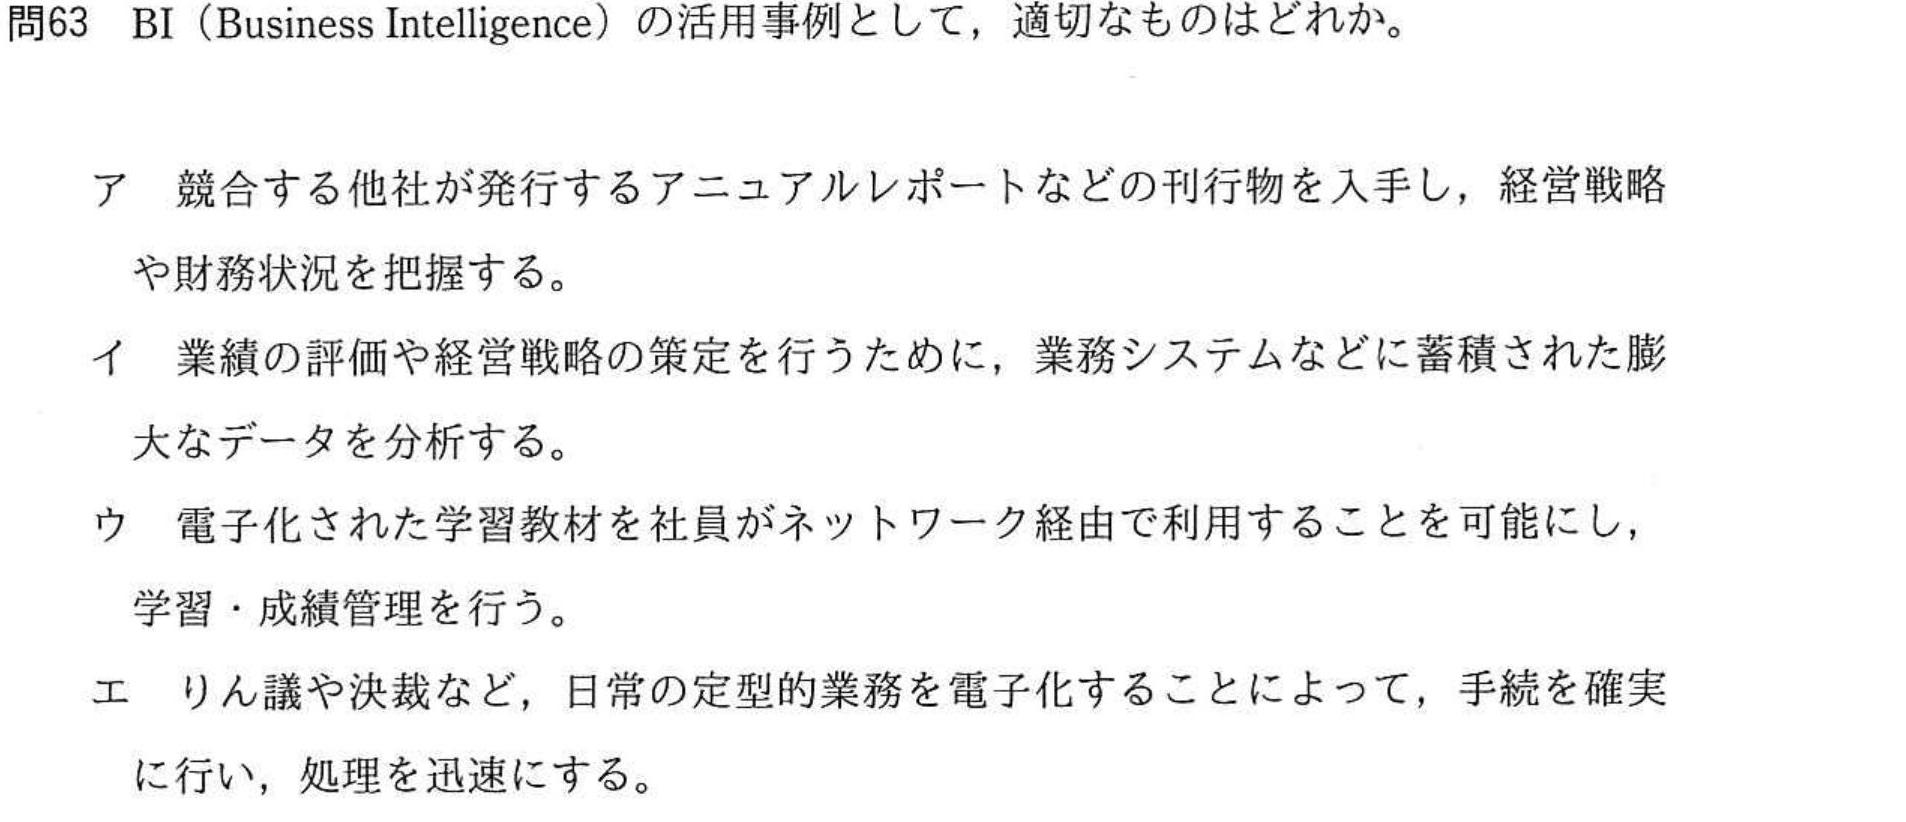 問63 BI（Business Intelligence）の活用事例として，適切なものはどれか。
ア 競合する他社が発行するアニュアルレポートなどの刊行物を入手し，経営戦略
や財務状況を把握する。
イ 業績の評価や経営戦略の策定を行うために，業務システムなどに蓄積された膨
大なデータを分析する。
ウ 電子化された学習教材を社員がネットワーク経由で利用することを可能にし，
学習・成績管理を行う。
エ りん議や決裁など，日常の定型的業務を電子化することによって，手続を確実
に行い，処理を迅速にする。